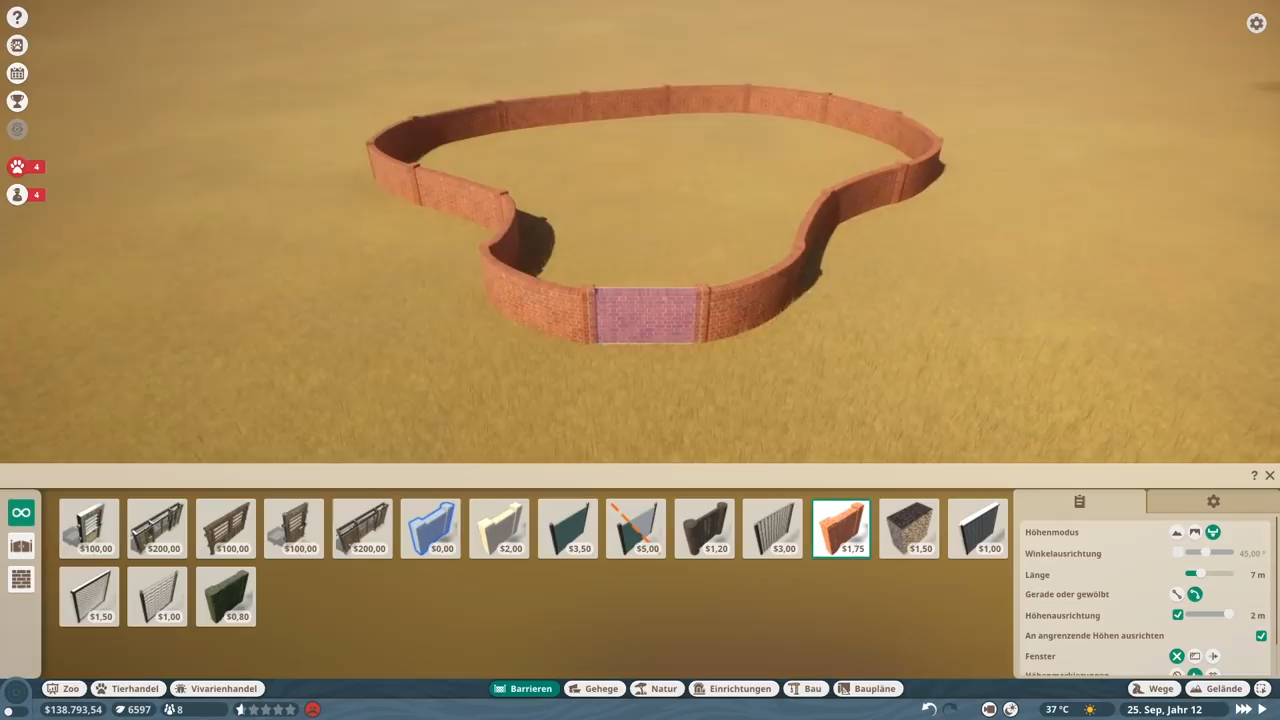 4
4
?
$100,00
$200,00
$100,00
$100,00
$200,00
$0,00
$2,00
$3,50
$5,00
$1,20
$3,00
$1,75
$1,50
$1,00
$1,50
$1,00
$0,80
Höhenmodus
Winkelausrichtung 45,00 °
Länge 7 m
Gerade oder gewölbt
Höhenausrichtung 2 m
An angrenzende Höhen ausrichten
Fenster
Höhenmarkierungen
Zoo Tierhandel Vivarienhandel Barrieren Gehege Natur Einrichtungen Bau Baupläne Wege Gelände
$138.793,54 6597 8 37 °C 25. Sep, Jahr 12